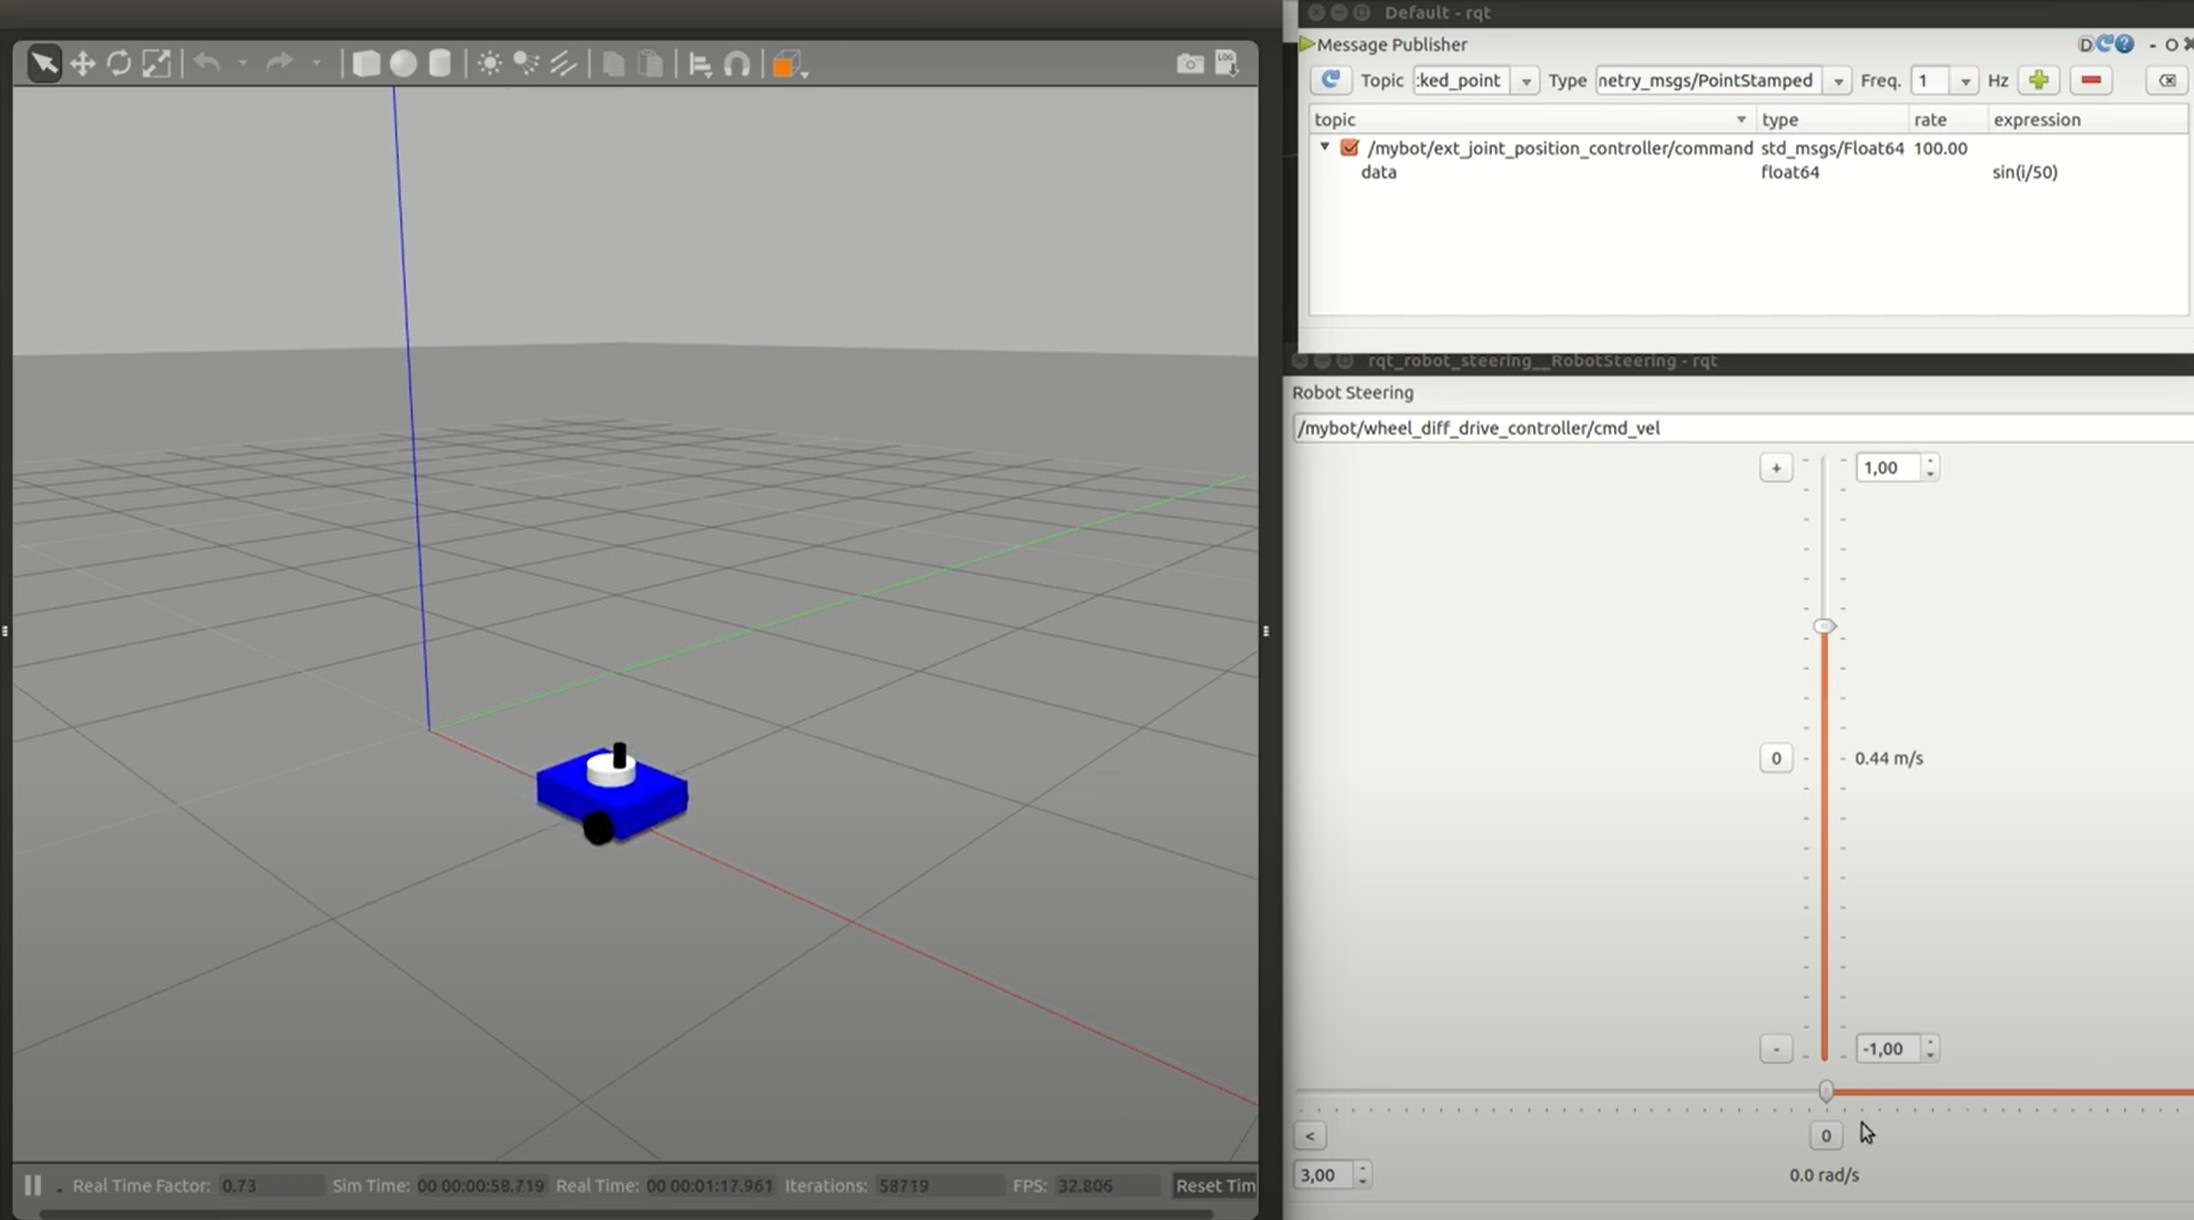 LOG
Real Time Factor: 0.73 Sim Time: 00 00:00:58.719 Real Time: 00 00:01:17.961 Iterations: 58719 FPS: 32.806 Reset Tim
Default - rqt
Message Publisher
D ? - O
Topic :ked_point Type netry_msgs/PointStamped Freq. 1 Hz
topic type rate expression
/mybot/ext_joint_position_controller/command std_msgs/Float64 100.00
data float64 sin(i/50)
rqt_robot_steering__RobotSteering - rqt
Robot Steering
/mybot/wheel_diff_drive_controller/cmd_vel
+ 1,00
0 0.44 m/s
- -1,00
< 0
3,00 0.0 rad/s